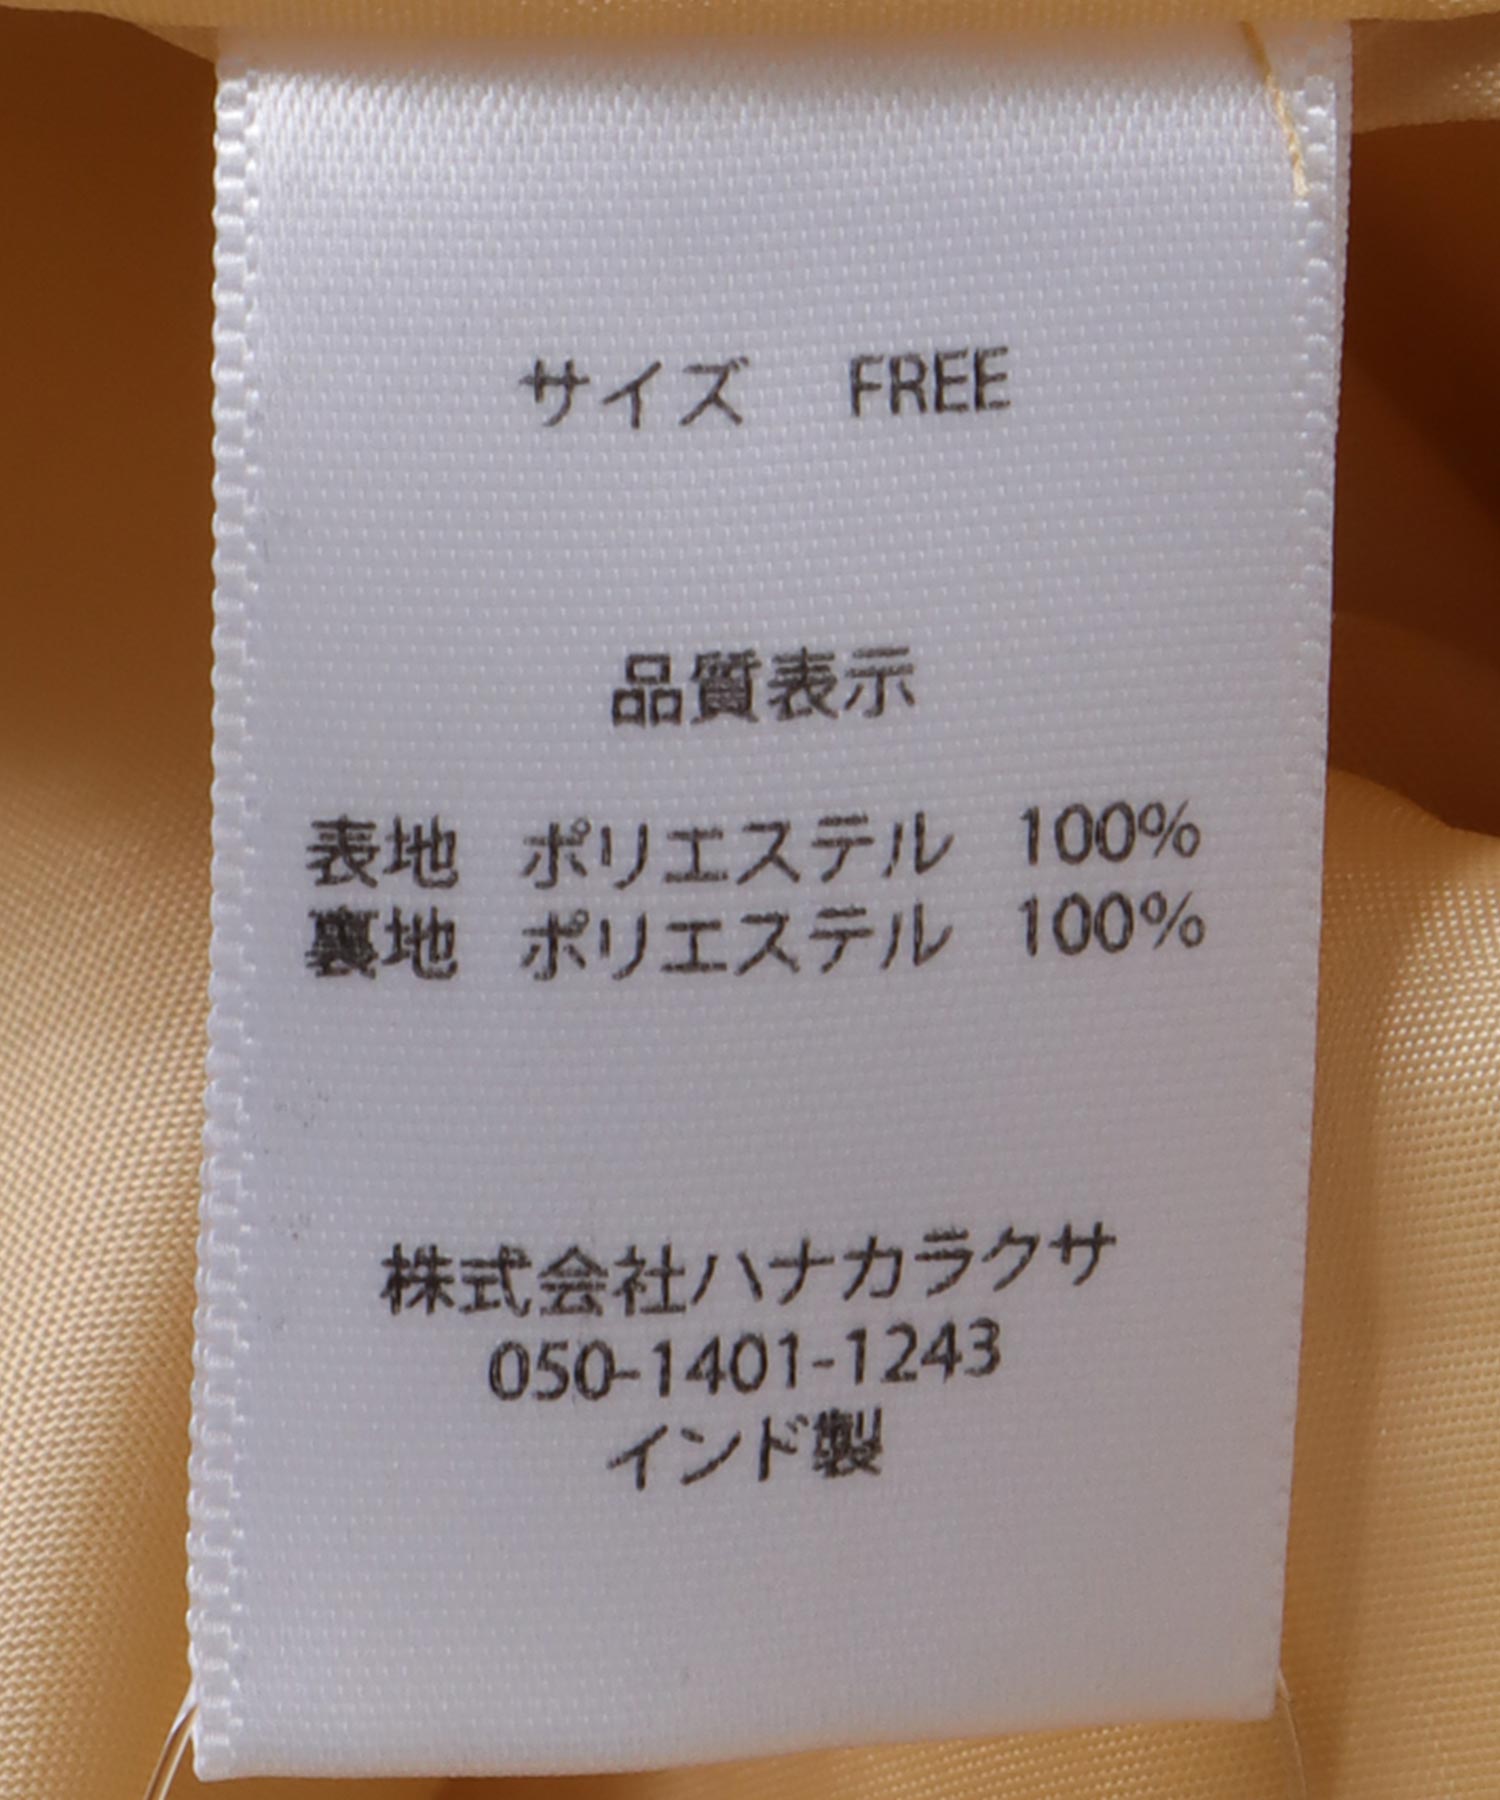 サイズ FREE
品質表示
表地 ポリエステル 100%
裏地 ポリエステル 100%
株式会社ハナカラクサ
050-1401-1243
インド製